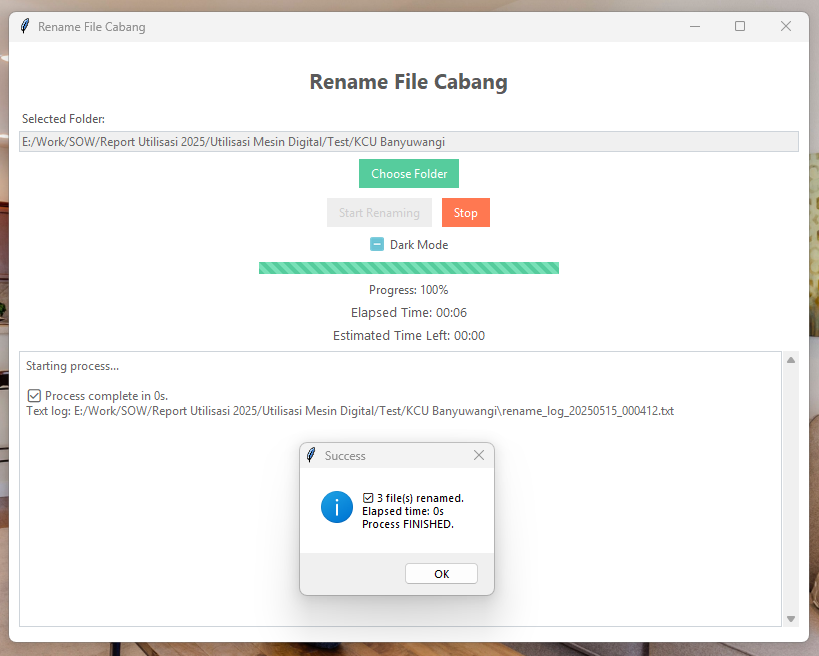 Rename File Cabang
Rename File Cabang
Selected Folder:
E:/Work/SOW/Report Utilisasi 2025/Utilisasi Mesin Digital/Test/KCU Banyuwangi
Choose Folder
Start Renaming Stop
Dark Mode
Progress: 100%
Elapsed Time: 00:06
Estimated Time Left: 00:00
Starting process...
☑ Process complete in 0s.
Text log: E:/Work/SOW/Report Utilisasi 2025/Utilisasi Mesin Digital/Test/KCU Banyuwangi\rename_log_20250515_000412.txt
Success
☑ 3 file(s) renamed.
Elapsed time: 0s
Process FINISHED.
OK